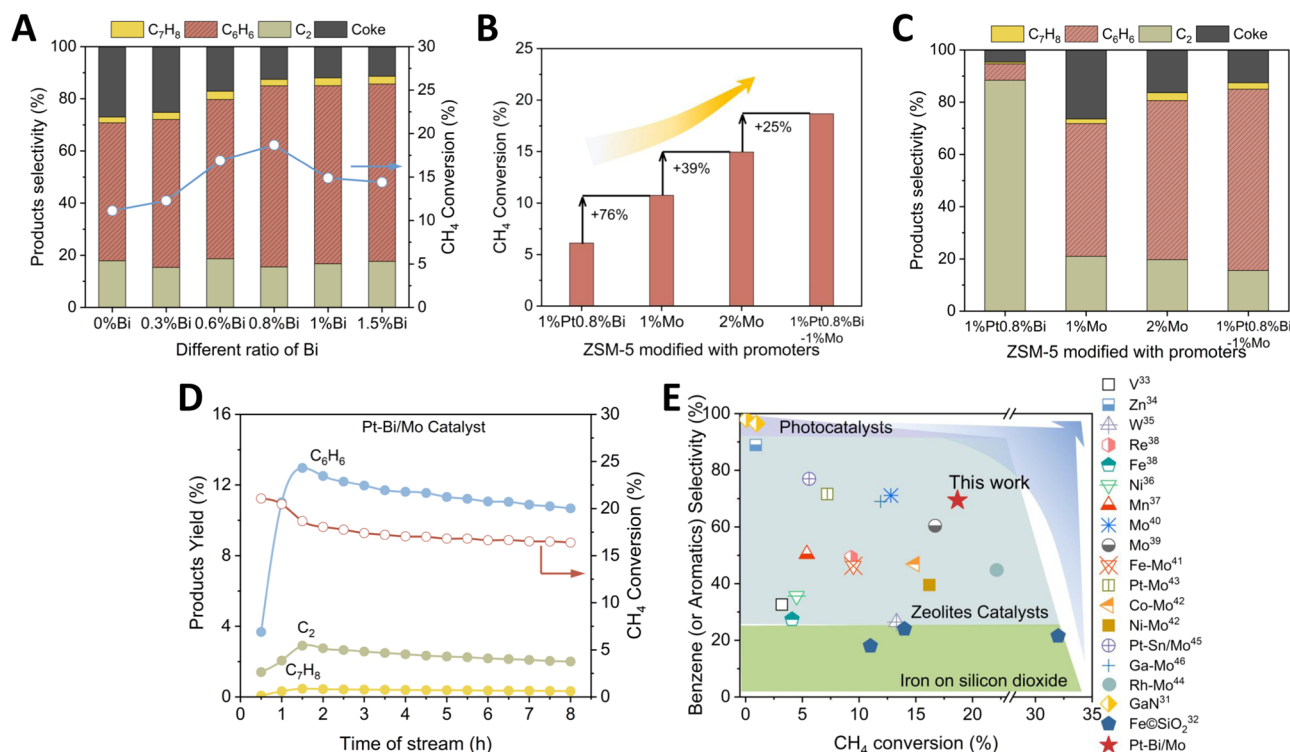 A
C₇H₈ C₆H₆ C₂ Coke
Products selectivity (%)
100
80
60
40
20
0
30
25
20
15
10
5
0
CH₄ Conversion (%)
0%Bi 0.3%Bi 0.6%Bi 0.8%Bi 1%Bi 1.5%Bi
Different ratio of Bi
B
CH₄ Conversion (%)
25
20
15
10
5
0
+76%
+39%
+25%
1%Pt0.8%Bi 1%Mo 2%Mo 1%Pt0.8%Bi
-1%Mo
ZSM-5 modified with promoters
C
C₇H₈ C₆H₆ C₂ Coke
Products selectivity (%)
100
80
60
40
20
0
1%Pt0.8%Bi 1%Mo 2%Mo 1%Pt0.8%Bi
-1%Mo
ZSM-5 modified with promoters
D
Pt-Bi/Mo Catalyst
Products Yield (%)
16
12
8
4
0
C₆H₆
C₂
C₇H₈
30
25
20
15
10
5
0
CH₄ Conversion (%)
0 1 2 3 4 5 6 7 8
Time of stream (h)
E
Benzene (or Aromatics) Selectivity (%)
100
80
60
40
20
0
Photocatalysts
This work
Zeolites Catalysts
Iron on silicon dioxide
0 5 10 15 20 30 35
CH₄ conversion (%)
V³³
Zn³⁴
W³⁵
Re³⁸
Fe³⁸
Ni³⁶
Mn³⁷
Mo⁴⁰
Mo³⁹
Fe-Mo⁴¹
Pt-Mo⁴³
Co-Mo⁴²
Ni-Mo⁴²
Pt-Sn/Mo⁴⁵
Ga-Mo⁴⁶
Rh-Mo⁴⁴
GaN³¹
Fe©SiO₂³²
Pt-Bi/Mo